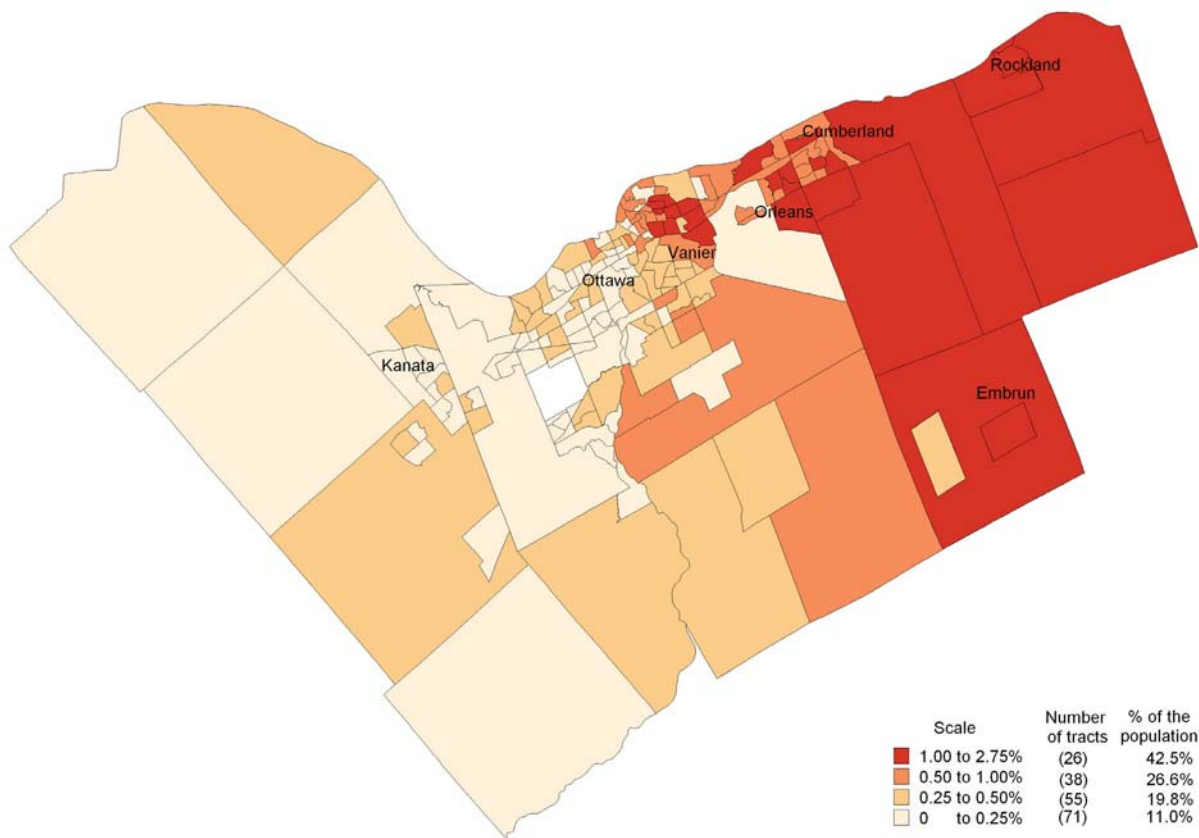 Rockland
Cumberland
Orleans
Vanier
Ottawa
Kanata
Embrun
Scale Number of tracts % of the population
1.00 to 2.75% (26) 42.5%
0.50 to 1.00% (38) 26.6%
0.25 to 0.50% (55) 19.8%
0 to 0.25% (71) 11.0%